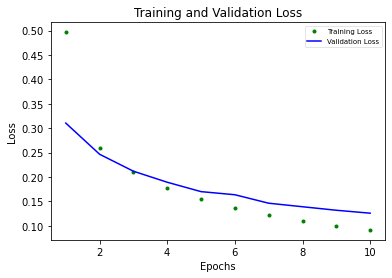 Training and Validation Loss
Training Loss
Validation Loss
Loss
0.50
0.45
0.40
0.35
0.30
0.25
0.20
0.15
0.10
2 4 6 8 10
Epochs